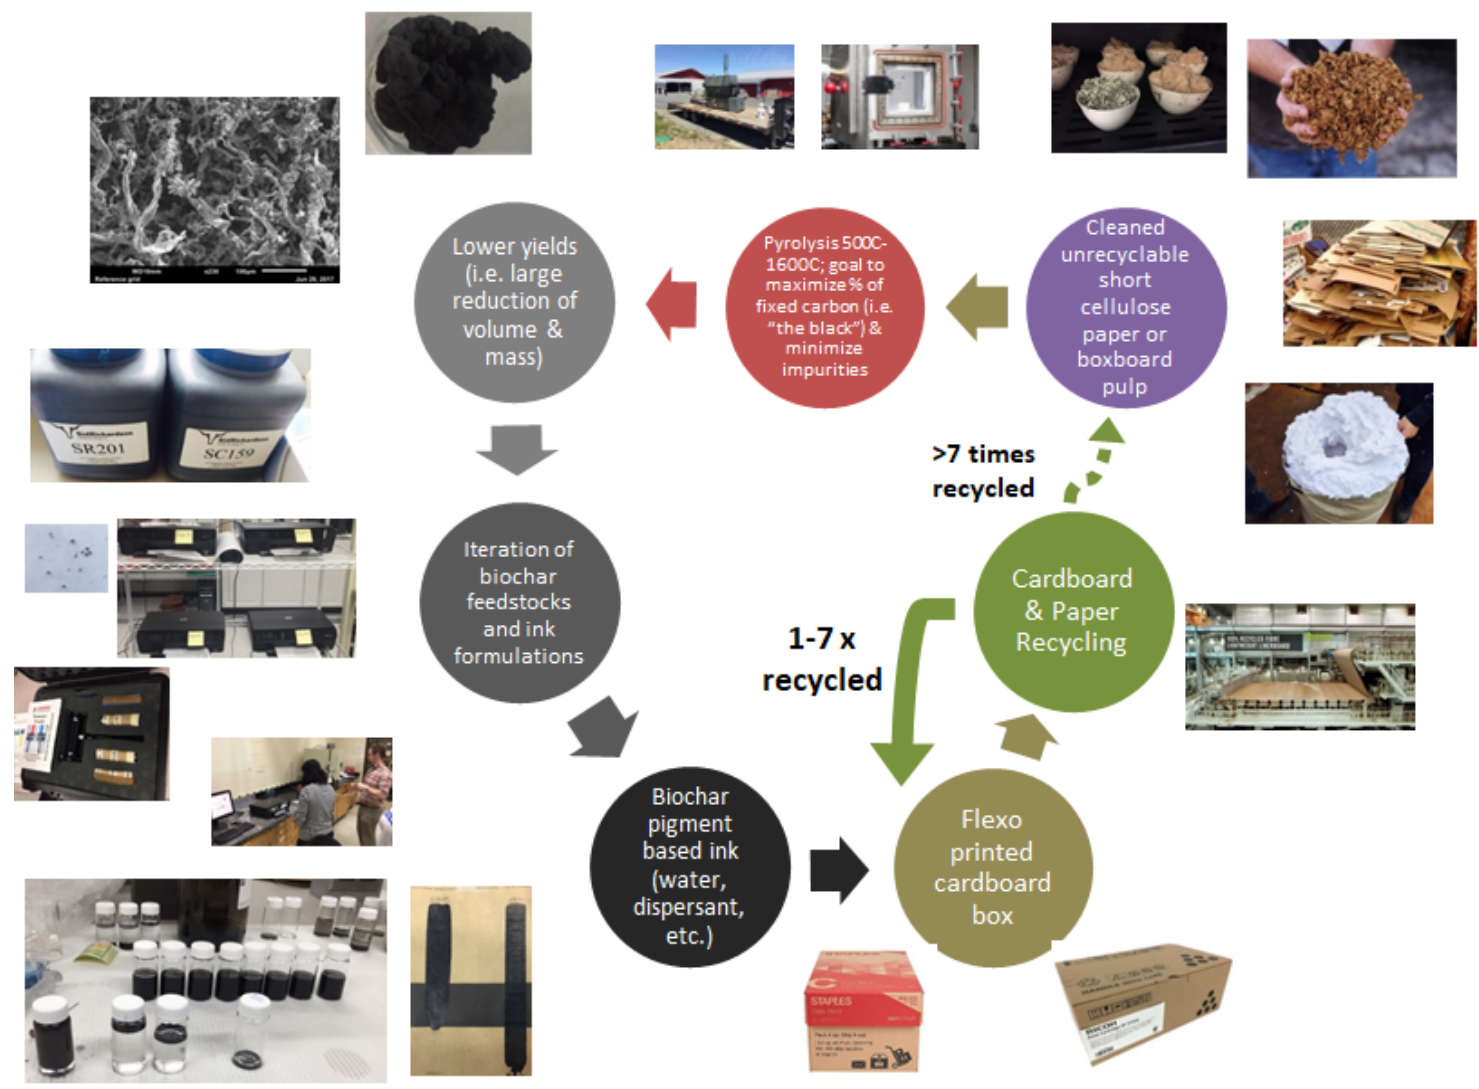 Lower yields
(i.e. large
reduction of
volume &
mass)
Pyrolysis 500C-
1600C; goal to
maximize % of
fixed carbon (i.e.
“the black”) &
minimize
impurities
Cleaned
unrecyclable
short
cellulose
paper or
boxboard
pulp
>7 times
recycled
Cardboard
& Paper
Recycling
1-7 x
recycled
Iteration of
biochar
feedstocks
and ink
formulations
Biochar
pigment
based ink
(water,
dispersant,
etc.)
Flexo
printed
cardboard
box
SR201
SC159
STAPLES
RICOH